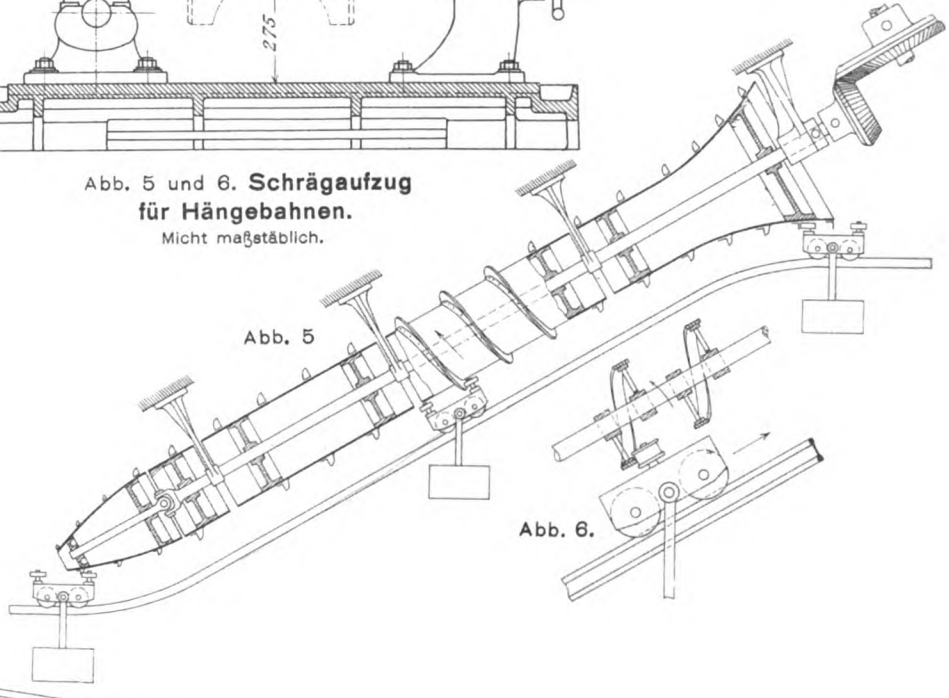 275
Abb. 5 und 6. Schrägaufzug
für Hängebahnen.
Micht maßstäblich.
Abb. 5
Abb. 6.